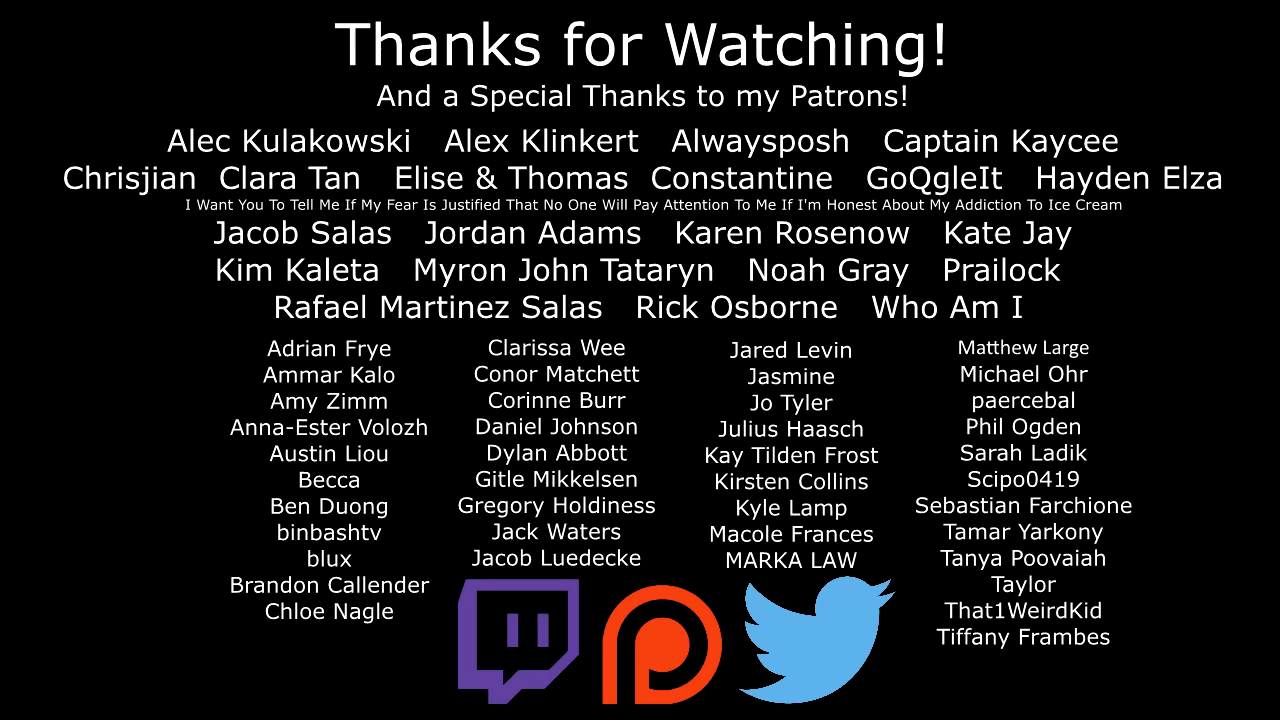 Thanks for Watching!
And a Special Thanks to my Patrons!
Alec Kulakowski Alex Klinkert Alwaysposh Captain Kaycee
Chrisjian Clara Tan Elise & Thomas Constantine GoQgleIt Hayden Elza
I Want You To Tell Me If My Fear Is Justified That No One Will Pay Attention To Me If I'm Honest About My Addiction To Ice Cream
Jacob Salas Jordan Adams Karen Rosenow Kate Jay
Kim Kaleta Myron John Tataryn Noah Gray Prailock
Rafael Martinez Salas Rick Osborne Who Am I
Adrian Frye
Ammar Kalo
Amy Zimm
Anna-Ester Volozh
Austin Liou
Becca
Ben Duong
binbashtv
blux
Brandon Callender
Chloe Nagle
Clarissa Wee
Conor Matchett
Corinne Burr
Daniel Johnson
Dylan Abbott
Gitle Mikkelsen
Gregory Holdiness
Jack Waters
Jacob Luedecke
Jared Levin
Jasmine
Jo Tyler
Julius Haasch
Kay Tilden Frost
Kirsten Collins
Kyle Lamp
Macole Frances
MARKA LAW
Matthew Large
Michael Ohr
paercebal
Phil Ogden
Sarah Ladik
Scipo0419
Sebastian Farchione
Tamar Yarkony
Tanya Poovaiah
Taylor
That1WeirdKid
Tiffany Frambes